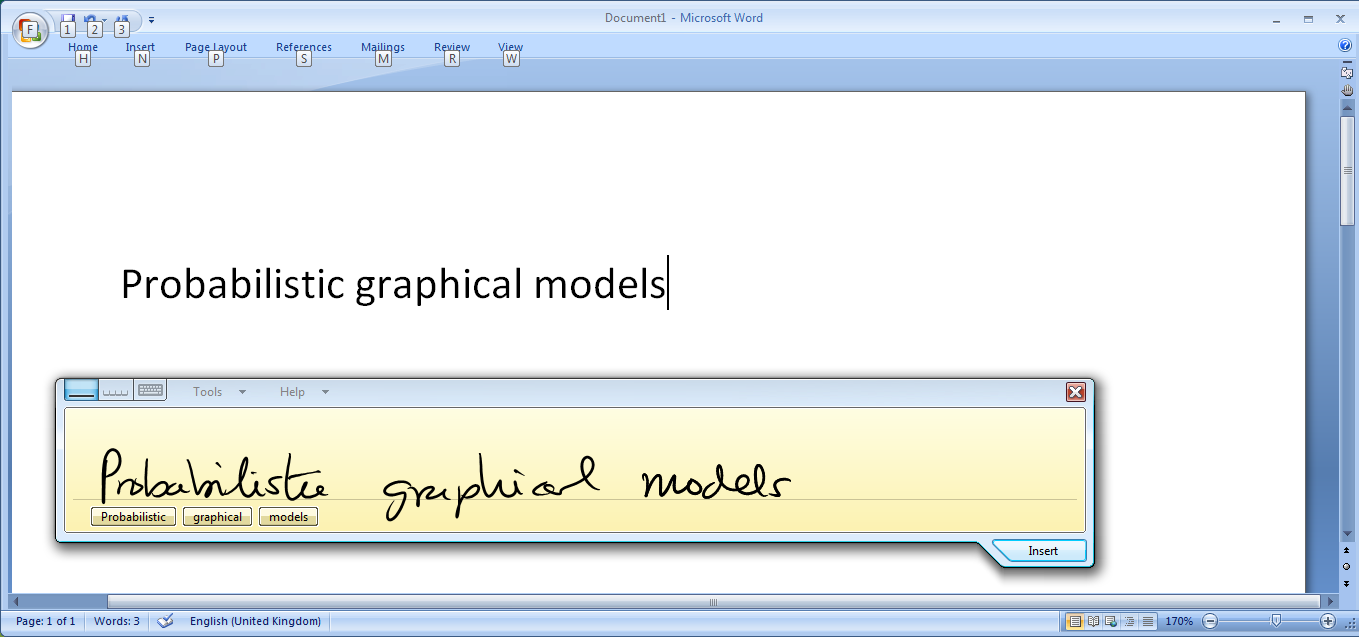 Document1 - Microsoft Word
F 1 2 3
Home Insert Page Layout References Mailings Review View
H N P S M R W
Probabilistic graphical models
Tools Help
Probabilistic graphical models
Probabilistic graphical models
Insert
Page: 1 of 1 Words: 3 English (United Kingdom) 170%